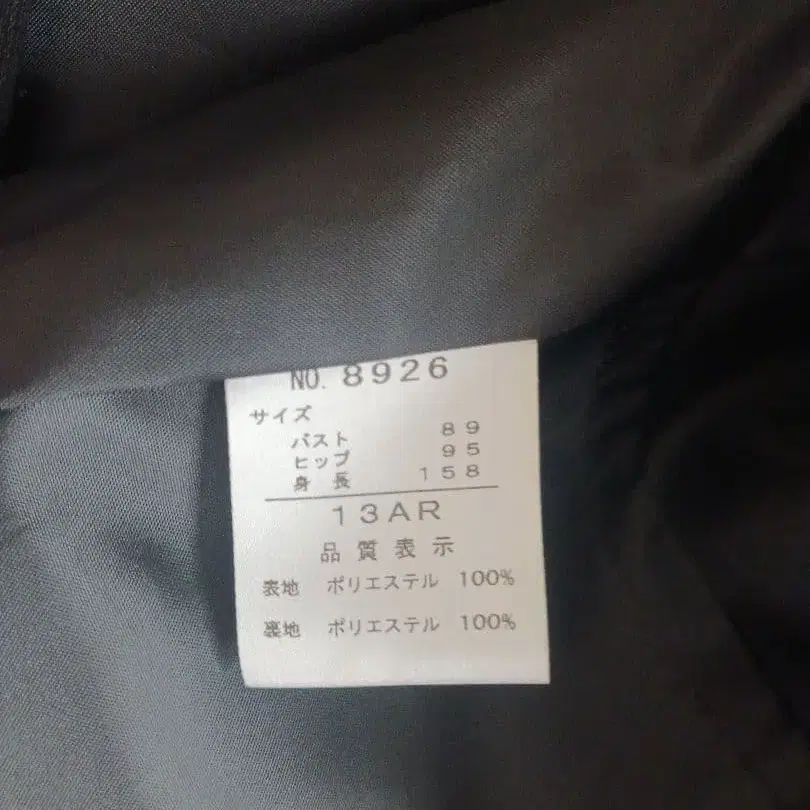 NO. 8926
サイズ
バスト 89
ヒップ 95
身長 158
13AR
品質表示
表地 ポリエステル 100%
裏地 ポリエステル 100%